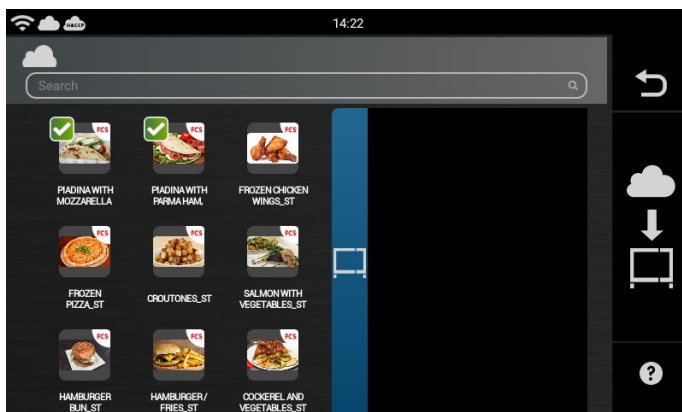 HACCP
14:22
Search
FCS
FCS
FCS
PIADINA WITH
MOZZARELLA
PIADINA WITH
PARMA HAM,
FROZEN CHICKEN
WINGS_ST
FCS
FCS
FCS
FROZEN
PIZZA_ST
CROUTONES_ST
SALMON WITH
VEGETABLES_ST
FCS
FCS
FCS
HAMBURGER
BUN_ST
HAMBURGER/
FRIES_ST
COCKEREL AND
VEGETABLES_ST
?